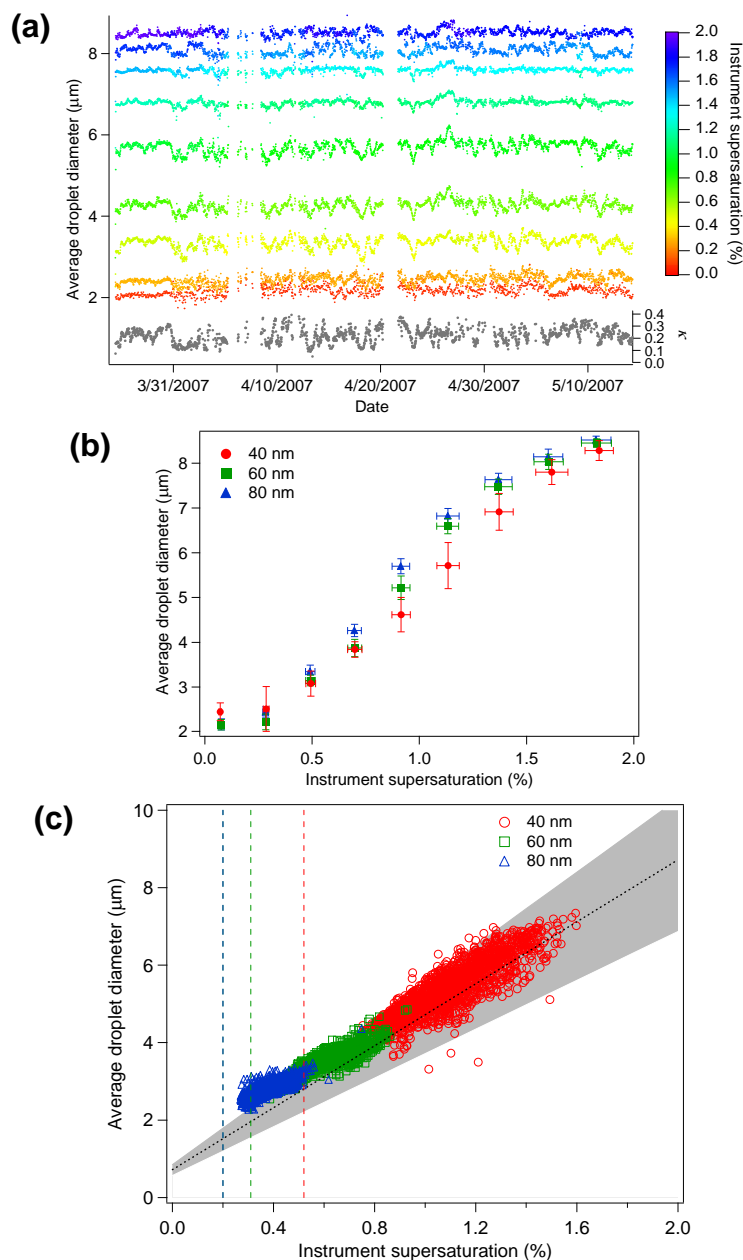 (a)
Average droplet diameter (μm)
8
6
4
2
3/31/2007
4/10/2007
4/20/2007
4/30/2007
5/10/2007
Date
0.4
0.3
0.2
0.1
0.0
κ
2.0
1.8
1.6
1.4
1.2
1.0
0.8
0.6
0.4
0.2
0.0
Instrument supersaturation (%)
(b)
40 nm
60 nm
80 nm
Average droplet diameter (μm)
8
7
6
5
4
3
2
0.0
0.5
1.0
1.5
2.0
Instrument supersaturation (%)
(c)
40 nm
60 nm
80 nm
Average droplet diameter (μm)
10
8
6
4
2
0
0.0
0.4
0.8
1.2
1.6
2.0
Instrument supersaturation (%)